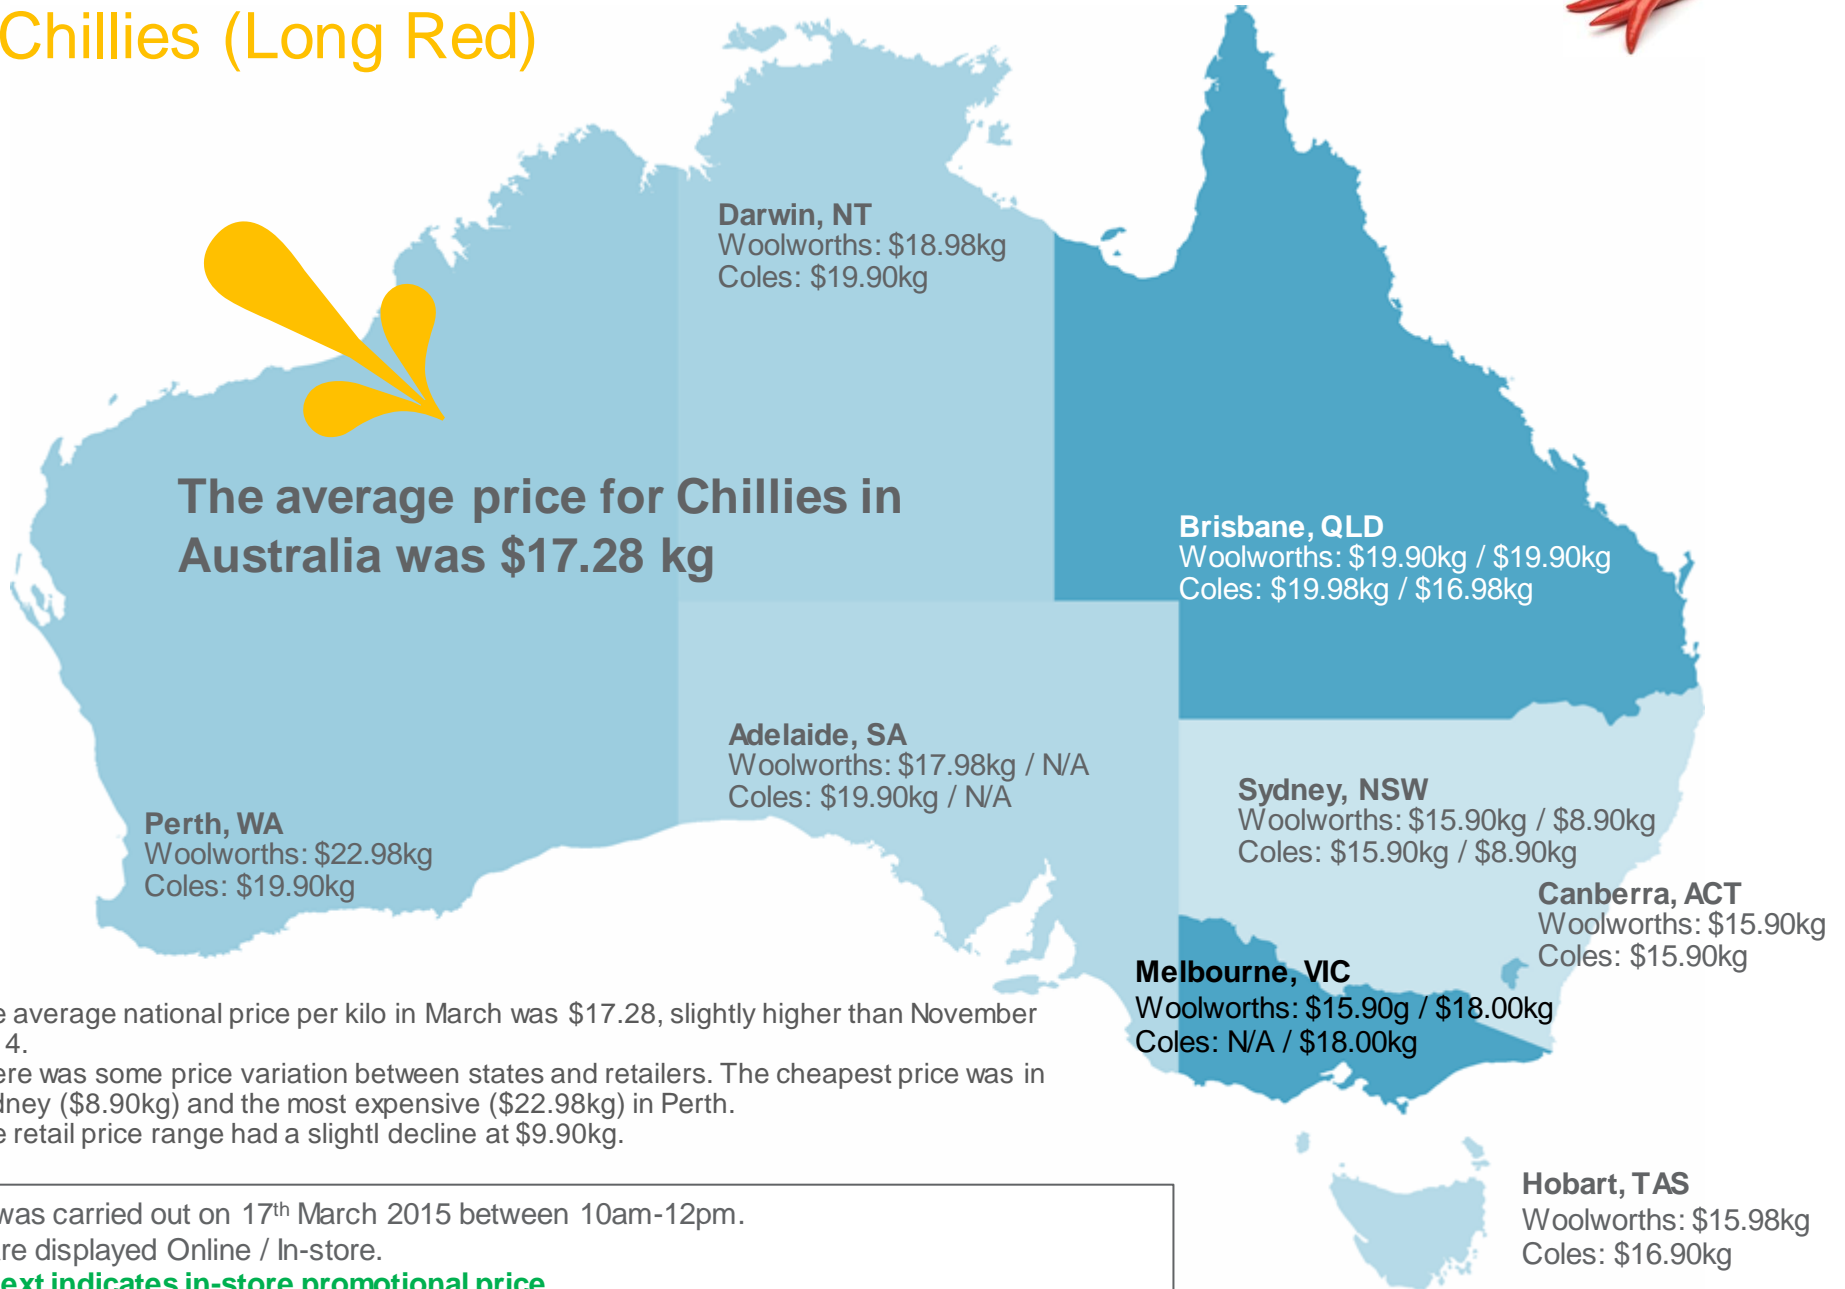 Chillies (Long Red)
Darwin, NT
Woolworths: $18.98kg
Coles: $19.90kg
The average price for Chillies in
Australia was $17.28 kg
Brisbane, QLD
Woolworths: $19.90kg / $19.90kg
Coles: $19.98kg / $16.98kg
Adelaide, SA
Woolworths: $17.98kg / N/A
Coles: $19.90kg / N/A
Perth, WA
Woolworths: $22.98kg
Coles: $19.90kg
Sydney, NSW
Woolworths: $15.90kg / $8.90kg
Coles: $15.90kg / $8.90kg
Canberra, ACT
Woolworths: $15.90kg
Coles: $15.90kg
Melbourne, VIC
Woolworths: $15.90g / $18.00kg
Coles: N/A / $18.00kg
e average national price per kilo in March was $17.28, slightly higher than November
4.
ere was some price variation between states and retailers. The cheapest price was in
dney ($8.90kg) and the most expensive ($22.98kg) in Perth.
e retail price range had a slightl decline at $9.90kg.
was carried out on 17th March 2015 between 10am-12pm.
re displayed Online / In-store.
ext indicates in-store promotional price
Hobart, TAS
Woolworths: $15.98kg
Coles: $16.90kg